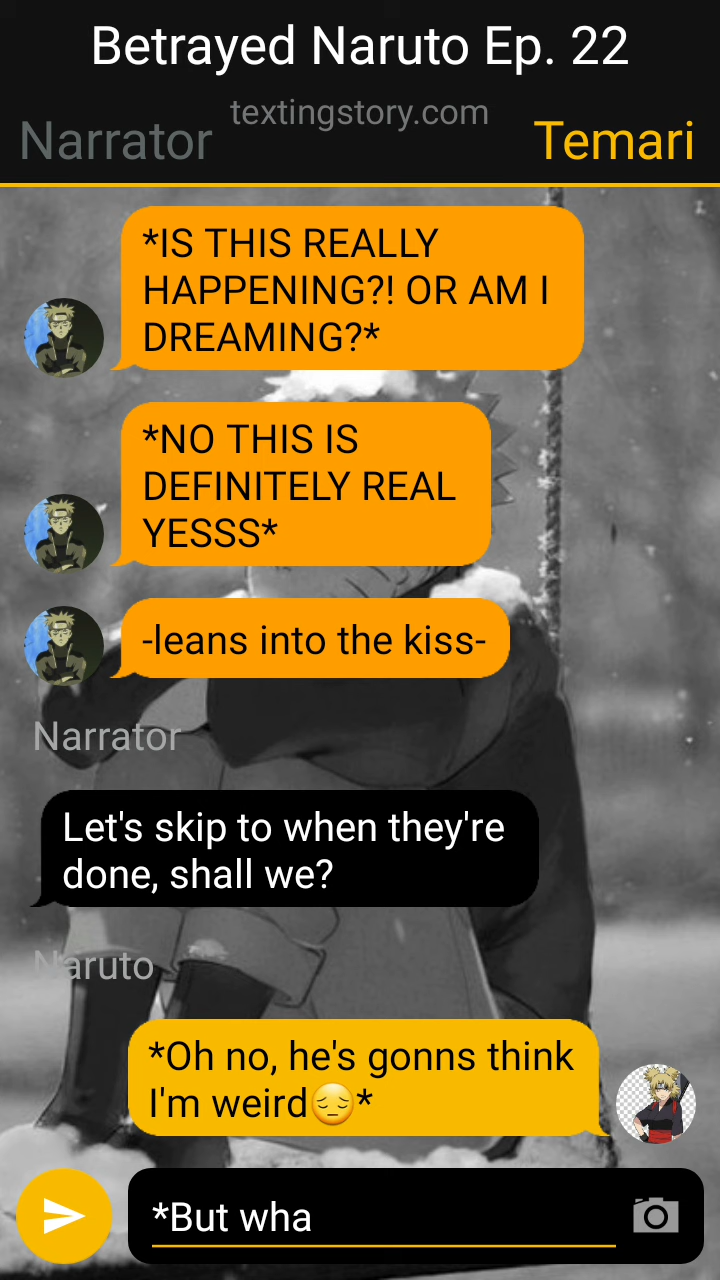 Betrayed Naruto Ep. 22
textingstory.com
Narrator
Temari
*IS THIS REALLY
HAPPENING?! OR AM I
DREAMING?*
*NO THIS IS
DEFINITELY REAL
YESSS*
-leans into the kiss-
Narrator
Let's skip to when they're
done, shall we?
Naruto
*Oh no, he's gonns think
I'm weird😔*
*But wha